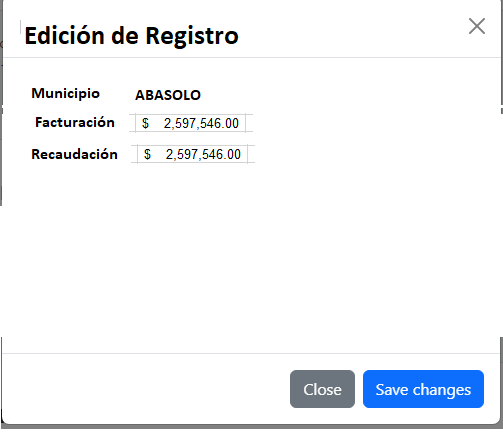 Edición de Registro
Municipio ABASOLO
Facturación $ 2,597,546.00
Recaudación $ 2,597,546.00
Close Save changes